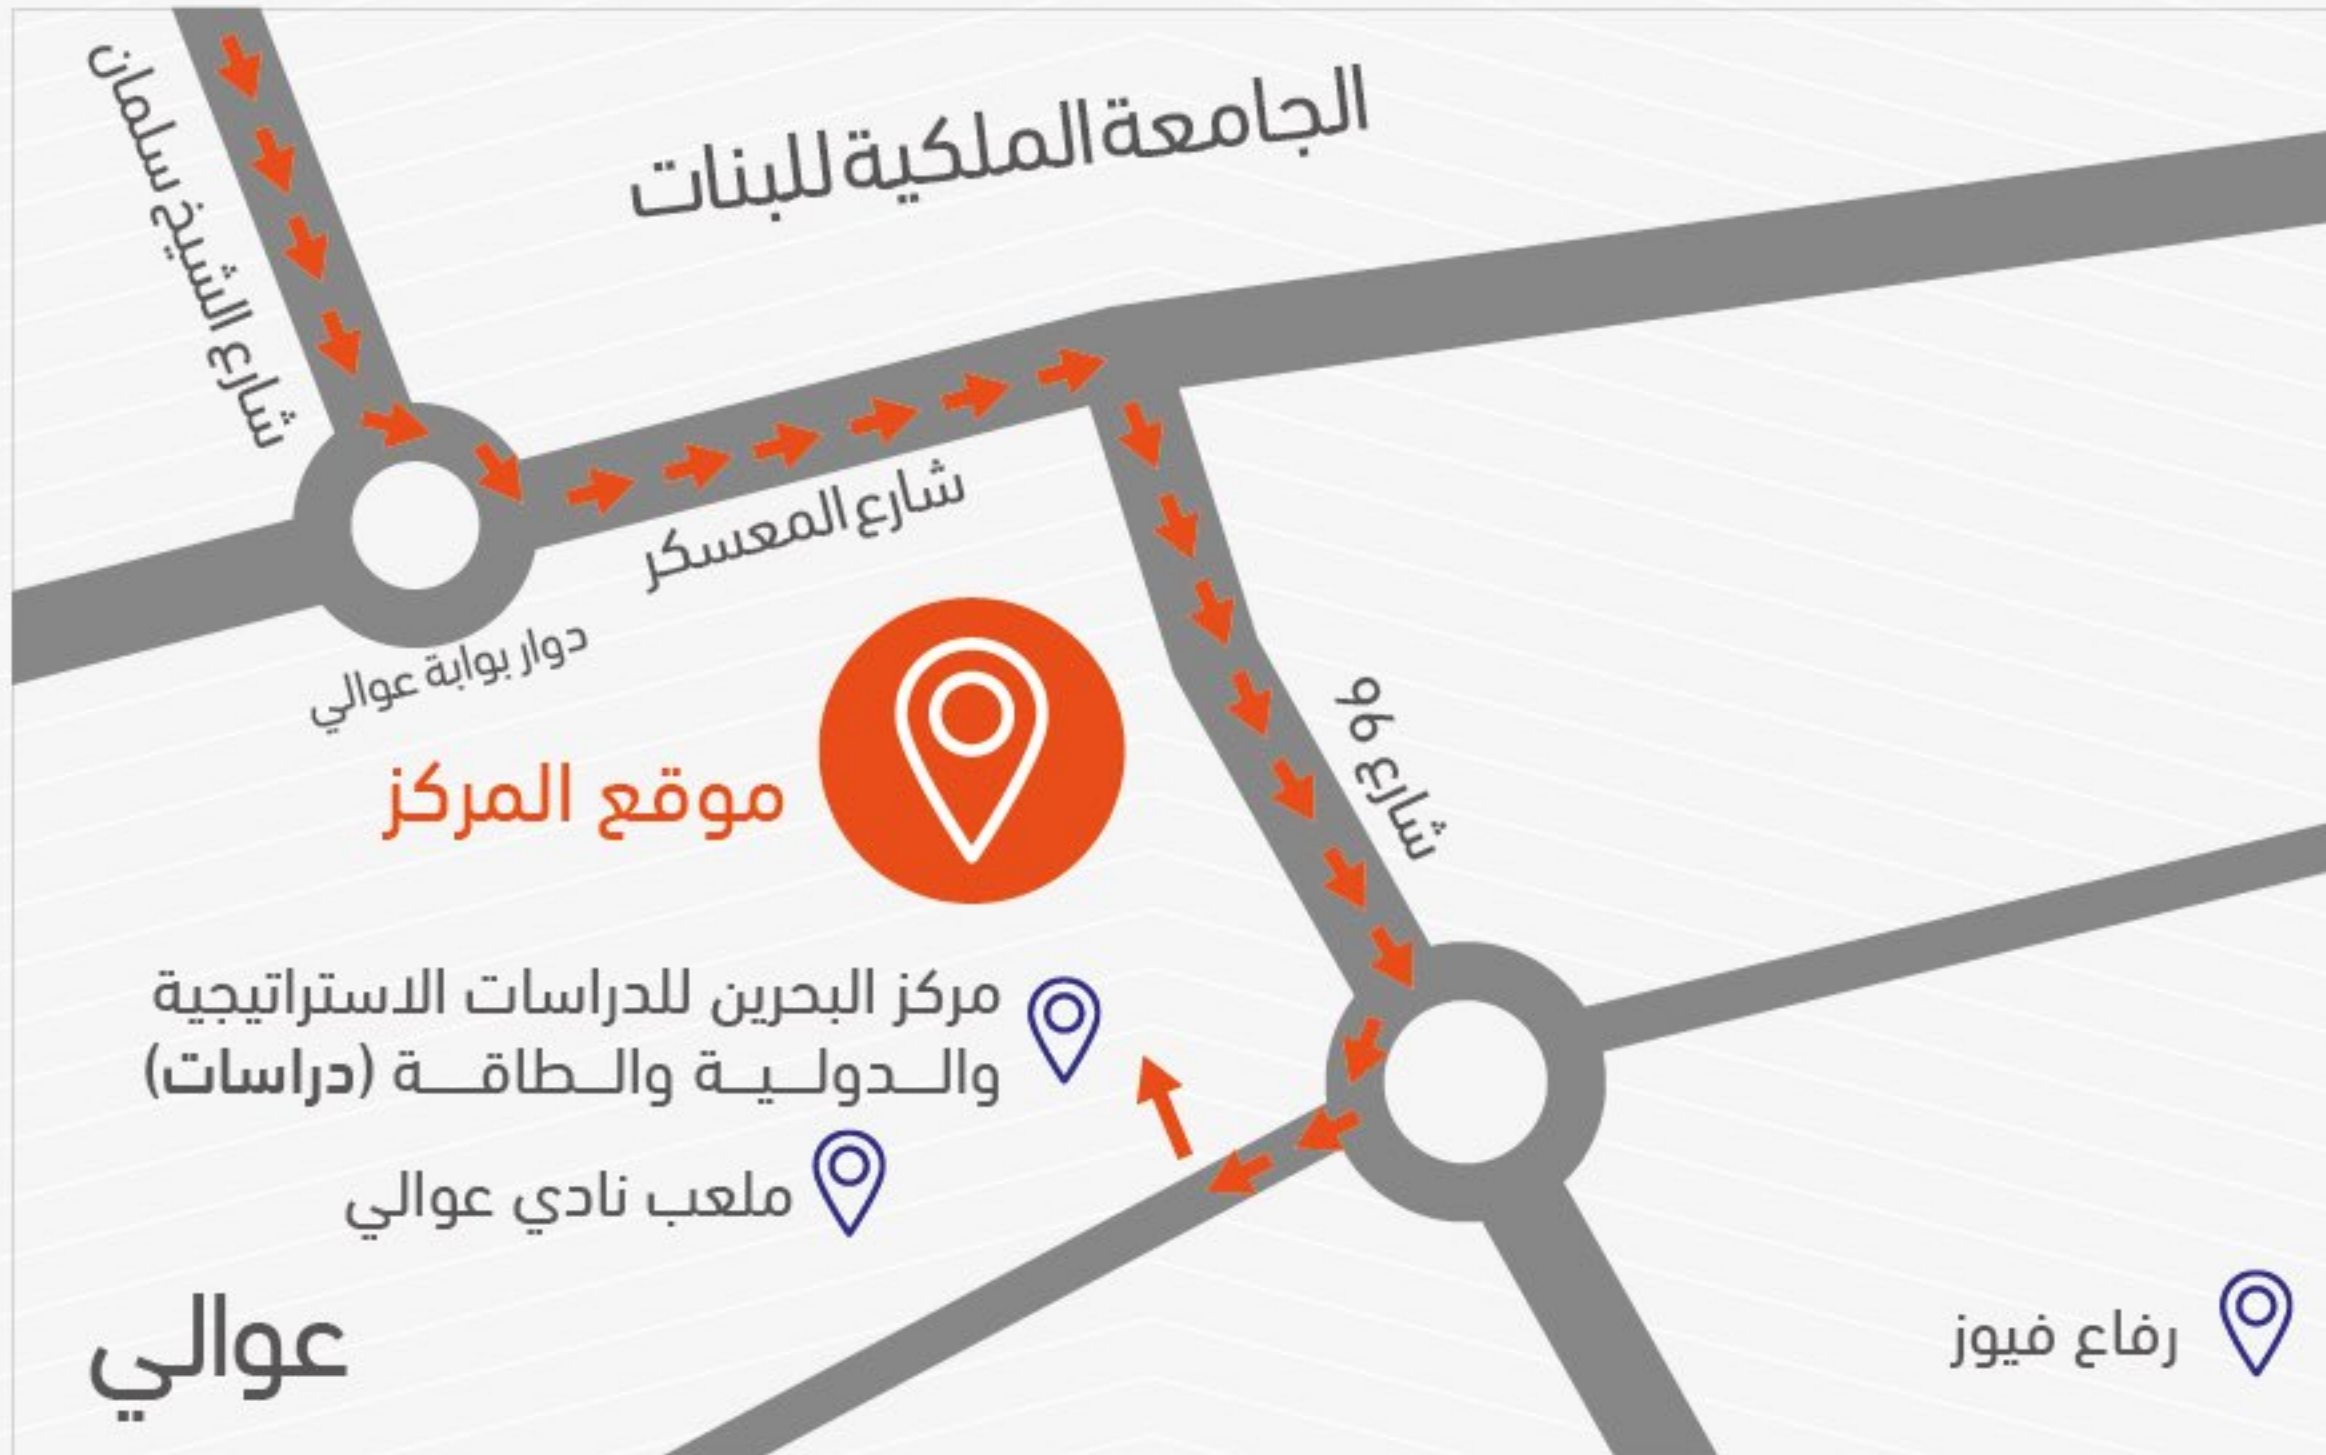 شارع الشيخ سلمان
الجامعة الملكية للبنات
شارع المعسكر
دوار بوابة عوالي
شارع 96
موقع المركز
مركز البحرين للدراسات الاستراتيجية
والـدولـيـة والـطاقـة (دراسات)
ملعب نادي عوالي
رفاع فيوز
عوالي